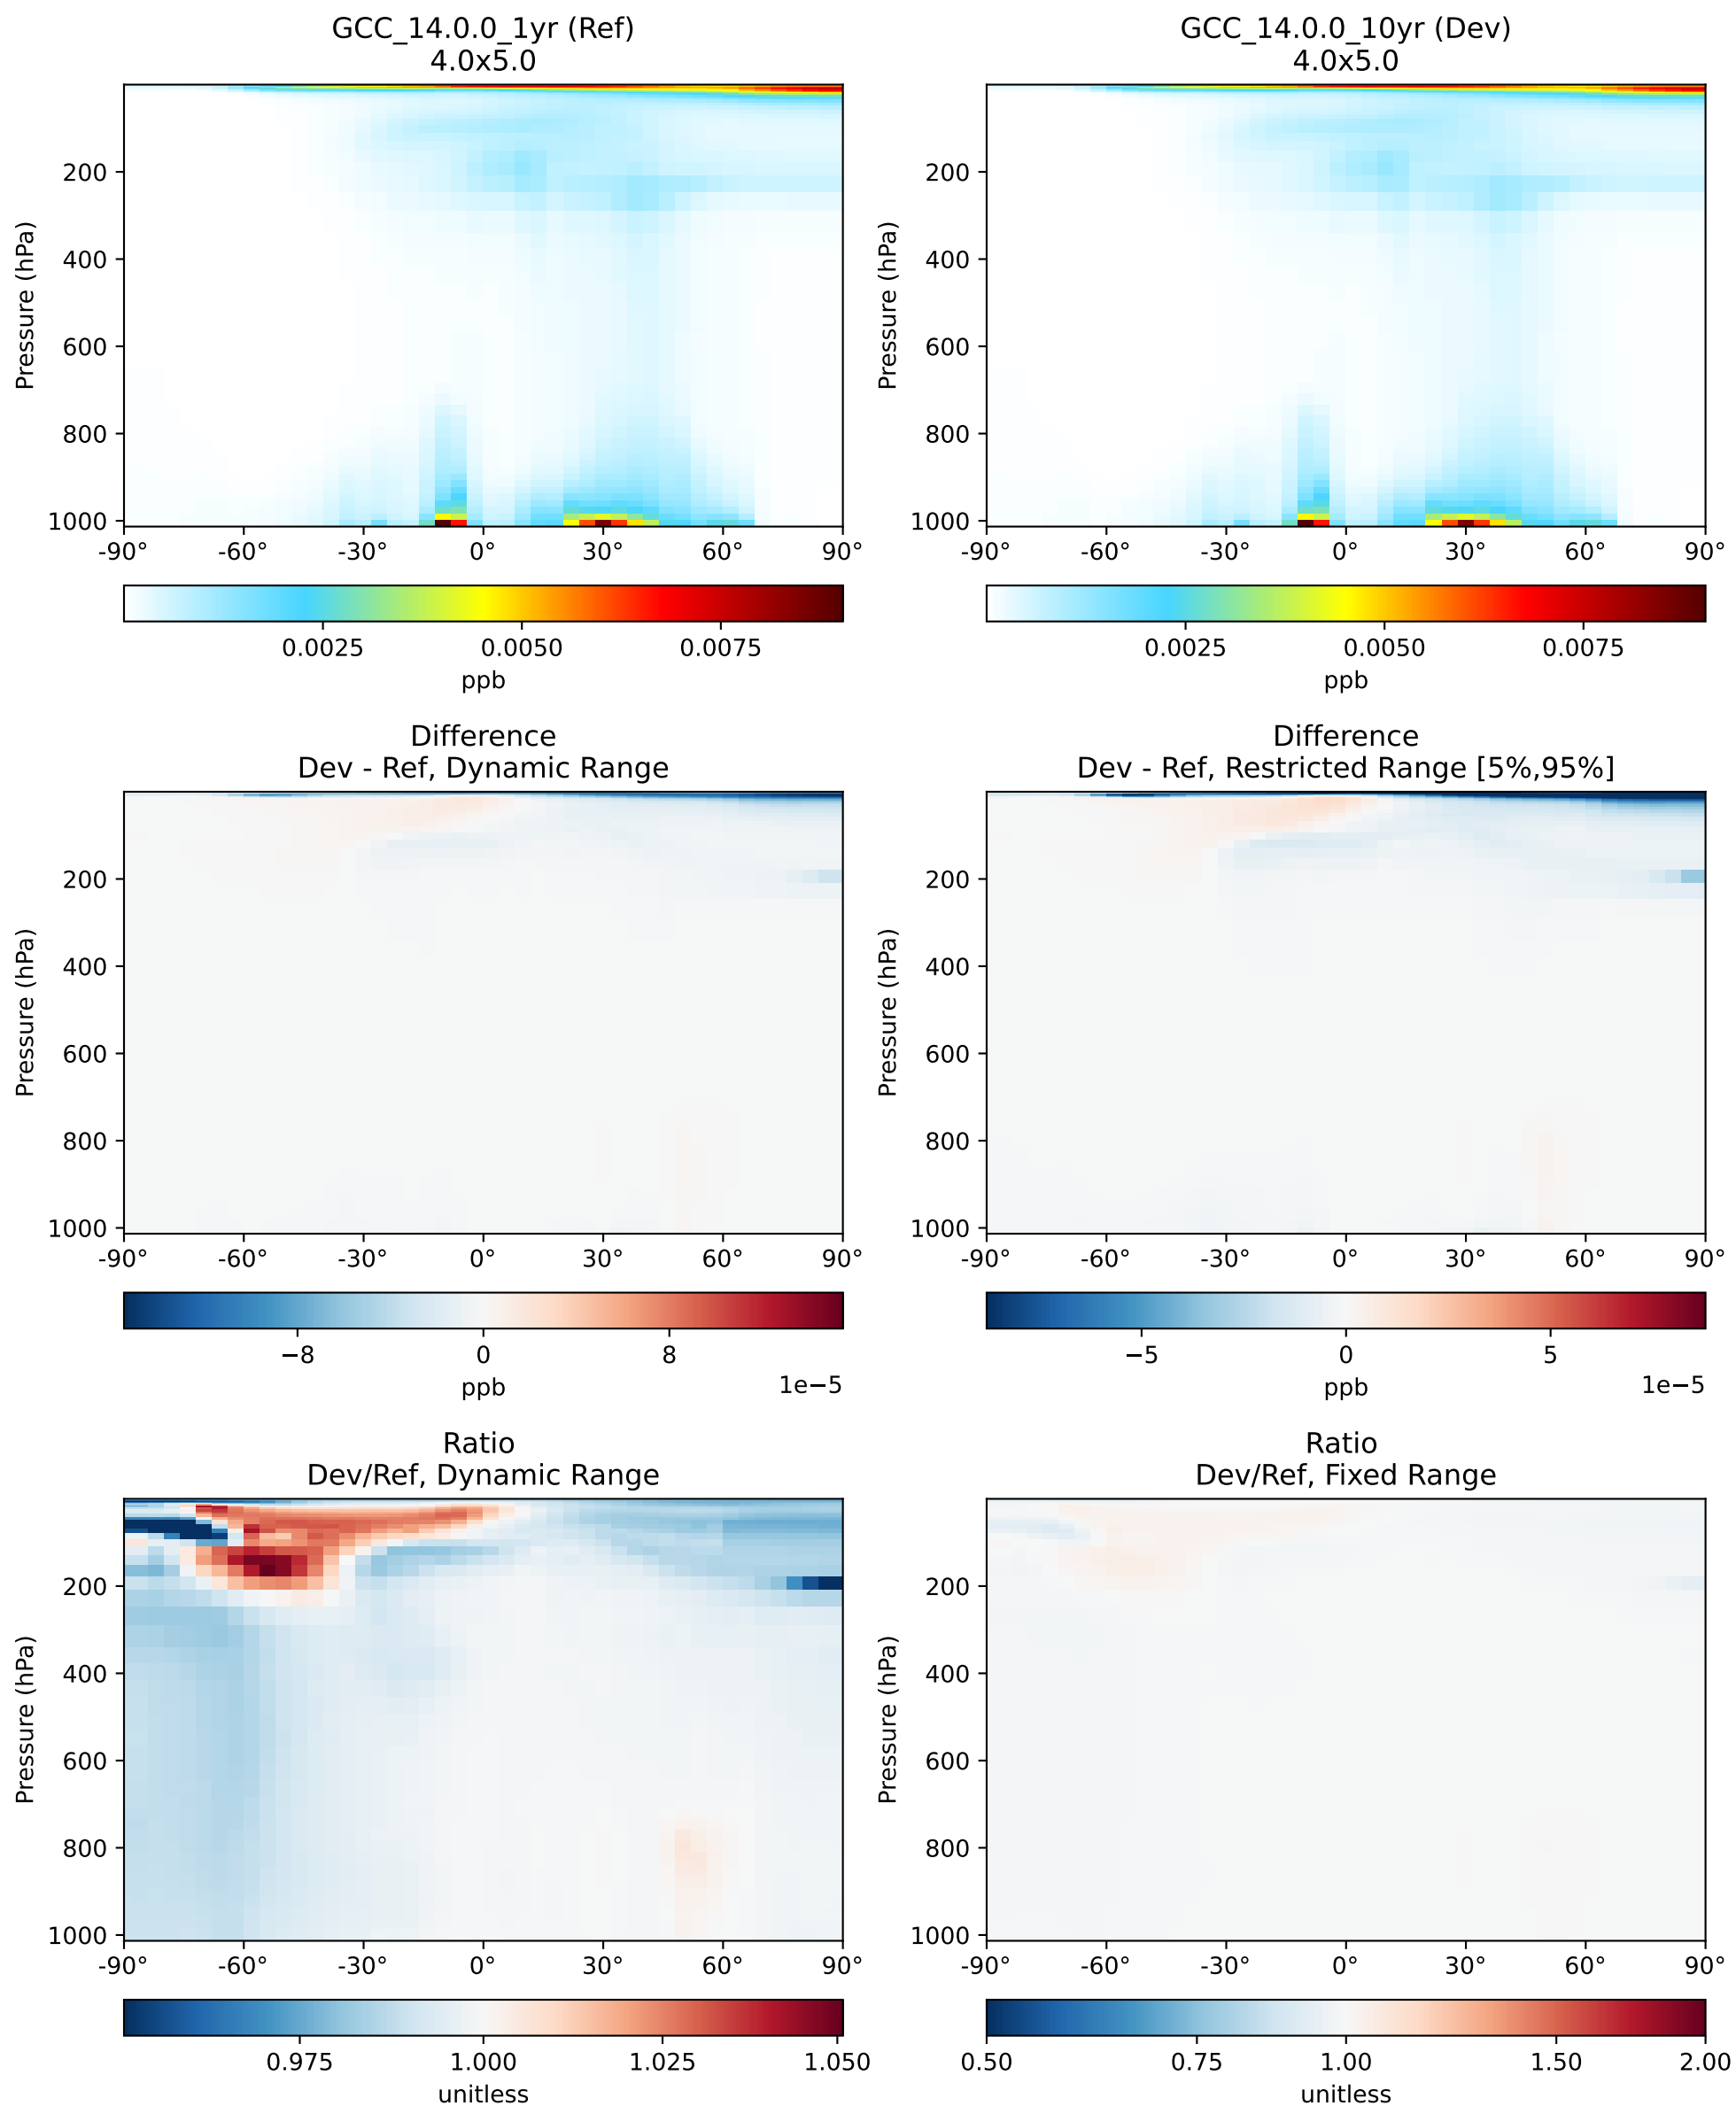 GCC_14.0.0_1yr (Ref)
4.0x5.0
Pressure (hPa)
200
400
600
800
1000
-90° -60° -30° 0° 30° 60° 90°
0.0025 0.0050 0.0075
ppb
GCC_14.0.0_10yr (Dev)
4.0x5.0
Pressure (hPa)
200
400
600
800
1000
-90° -60° -30° 0° 30° 60° 90°
0.0025 0.0050 0.0075
ppb
Difference
Dev - Ref, Dynamic Range
Pressure (hPa)
200
400
600
800
1000
-90° -60° -30° 0° 30° 60° 90°
−8 0 8
ppb
1e−5
Difference
Dev - Ref, Restricted Range [5%,95%]
Pressure (hPa)
200
400
600
800
1000
-90° -60° -30° 0° 30° 60° 90°
−5 0 5
ppb
1e−5
Ratio
Dev/Ref, Dynamic Range
Pressure (hPa)
200
400
600
800
1000
-90° -60° -30° 0° 30° 60° 90°
0.975 1.000 1.025 1.050
unitless
Ratio
Dev/Ref, Fixed Range
Pressure (hPa)
200
400
600
800
1000
-90° -60° -30° 0° 30° 60° 90°
0.50 0.75 1.00 1.50 2.00
unitless